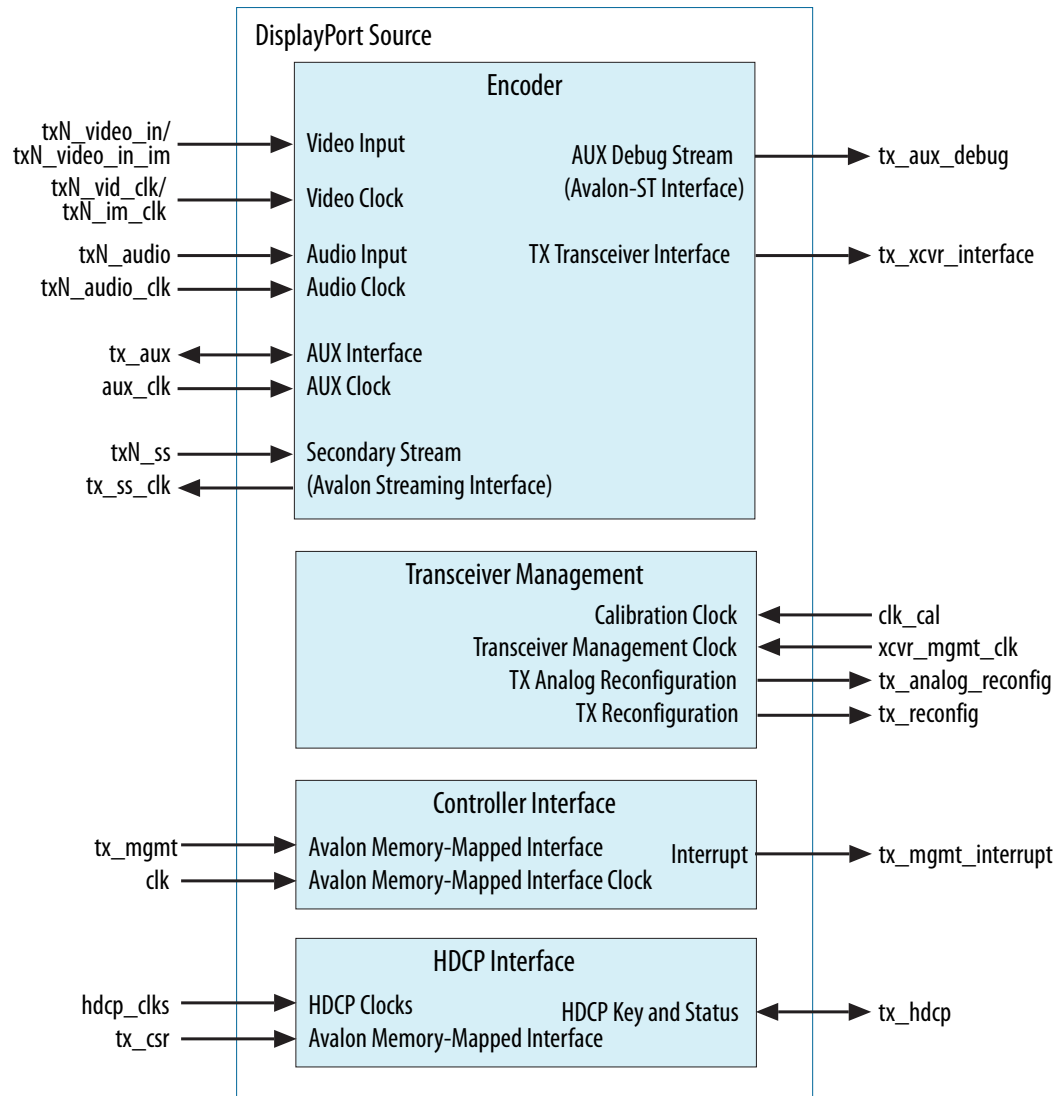 DisplayPort Source
Encoder
txN_video_in/
txN_video_in_im
Video Input
AUX Debug Stream
(Avalon-ST Interface)
tx_aux_debug
txN_vid_clk/
txN_im_clk
Video Clock
txN_audio
Audio Input
TX Transceiver Interface
tx_xcvr_interface
txN_audio_clk
Audio Clock
tx_aux
AUX Interface
aux_clk
AUX Clock
txN_ss
Secondary Stream
tx_ss_clk
(Avalon Streaming Interface)
Transceiver Management
Calibration Clock
clk_cal
Transceiver Management Clock
xcvr_mgmt_clk
TX Analog Reconfiguration
tx_analog_reconfig
TX Reconfiguration
tx_reconfig
Controller Interface
tx_mgmt
Avalon Memory-Mapped Interface
Interrupt
tx_mgmt_interrupt
clk
Avalon Memory-Mapped Interface Clock
HDCP Interface
hdcp_clks
HDCP Clocks
HDCP Key and Status
tx_hdcp
tx_csr
Avalon Memory-Mapped Interface